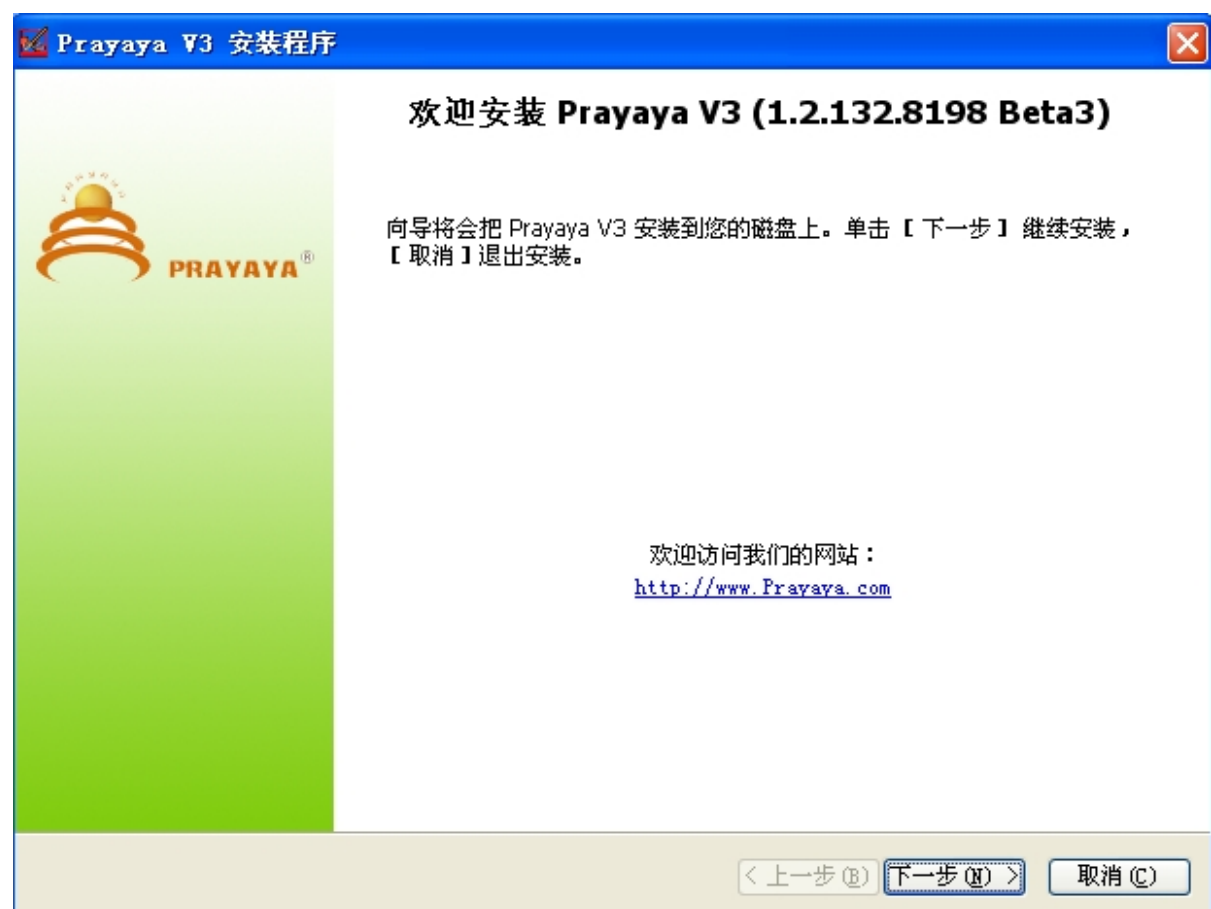 Prayaya V3 安装程序
欢迎安装 Prayaya V3 (1.2.132.8198 Beta3)
PRAYAYA®
向导将会把 Prayaya V3 安装到您的磁盘上。单击【下一步】继续安装，
【取消】退出安装。
欢迎访问我们的网站：
http://www.Prayaya.com
< 上一步(B) 下一步(N) > 取消(C)